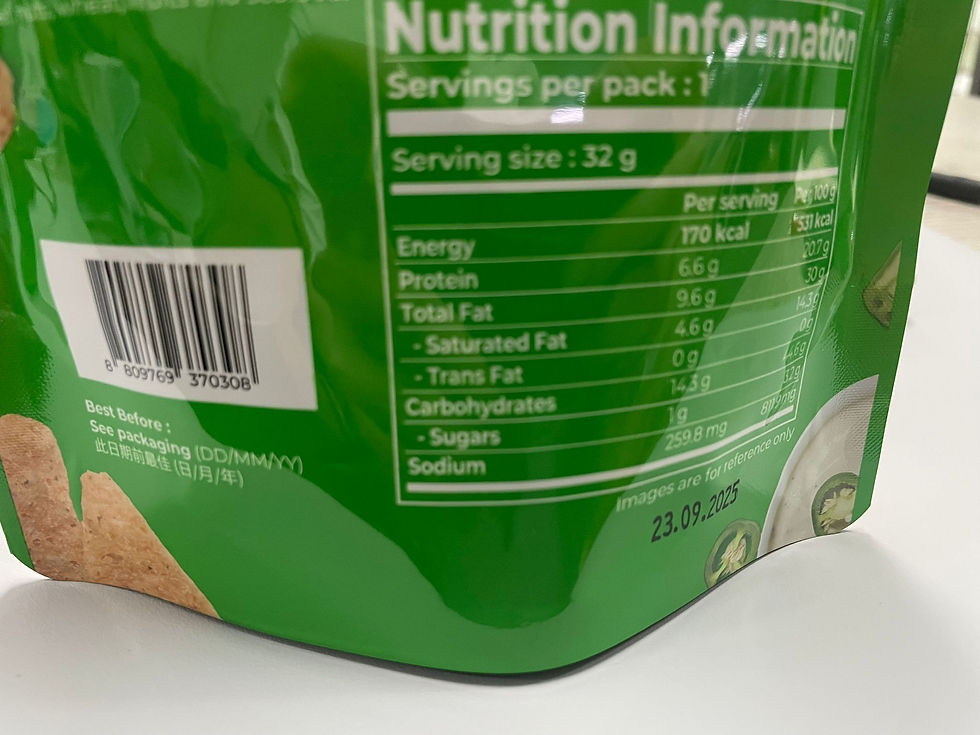 wheat,
Nutrition Information
Servings per pack : 1
Serving size : 32 g
Per serving Per 100 g
Energy 170 kcal 531 kcal
Protein 6.6 g 20.7 g
Total Fat 9.6 g 30 g
- Saturated Fat 4.6 g 14.3 g
- Trans Fat 0 g 0 g
Carbohydrates 14.3 g
- Sugars 1 g
Sodium 259.8 mg 811.9 mg
Images are for reference only
23.09.2025
8 809769 370308
Best Before :
See packaging (DD/MM/YY)
此日期前最佳 (日/月/年)